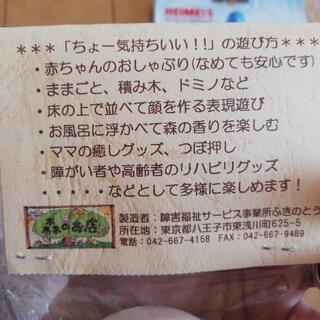 HEIMESS
＊＊＊「ちょー気持ちいい！！」の遊び方＊＊＊
・赤ちゃんのおしゃぶり(なめても安心です)
・ままごと、積み木、ドミノなど
・床の上で並べて顔を作る表現遊び
・お風呂に浮かべて森の香りを楽しむ
・ママの癒しグッズ、つぼ押し
・障がい者や高齢者のリハビリグッズ
・・・・・などとして多様に楽しめます！
森のお店
製造者：障害福祉サービス事業所ふきのとう
所在地：東京都八王子市東浅川町625-5
電話：042-667-4158 FAX：042-667-9489